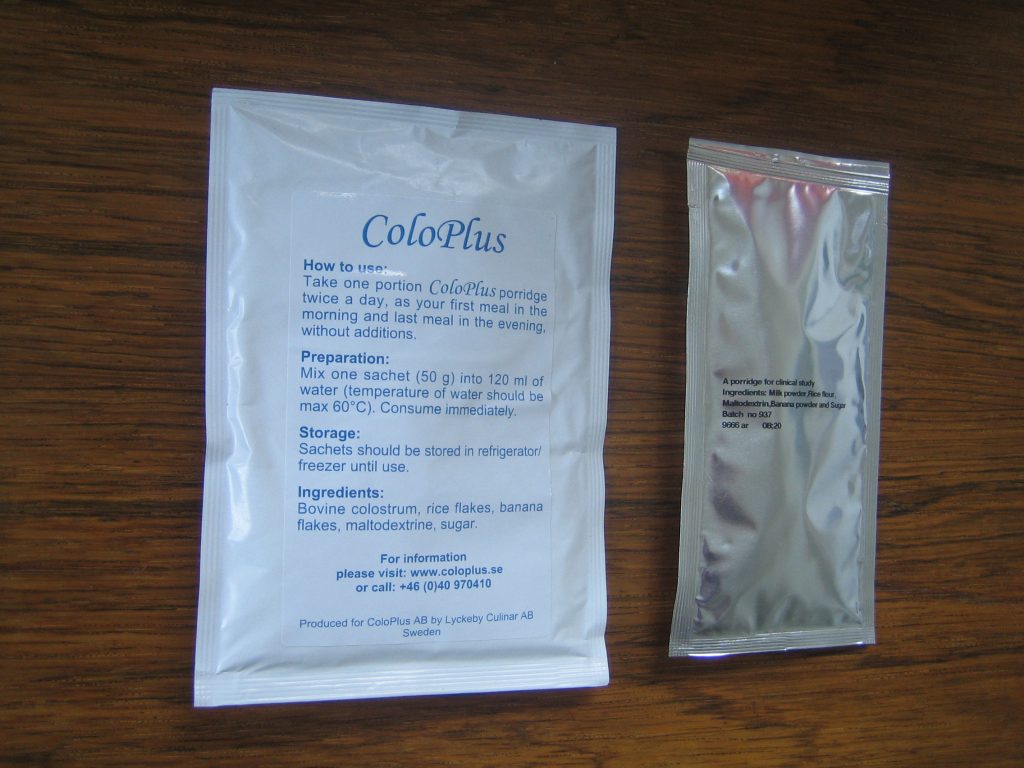 ColoPlus
How to use:
Take one portion ColoPlus porridge
twice a day, as your first meal in the
morning and last meal in the evening,
without additions.
Preparation:
Mix one sachet (50 g) into 120 ml of
water (temperature of water should be
max 60°C). Consume immediately.
Storage:
Sachets should be stored in refrigerator/
freezer until use.
Ingredients:
Bovine colostrum, rice flakes, banana
flakes, maltodextrine, sugar.
For information
please visit: www.coloplus.se
or call: +46 (0)40 970410
Produced for ColoPlus AB by Lyckeby Culinar AB
Sweden
A porridge for clinical study
Ingredients: Milk powder,Rice flour,
Maltodextrin,Banana powder and Sugar
Batch no 937
9666 ar 08:20